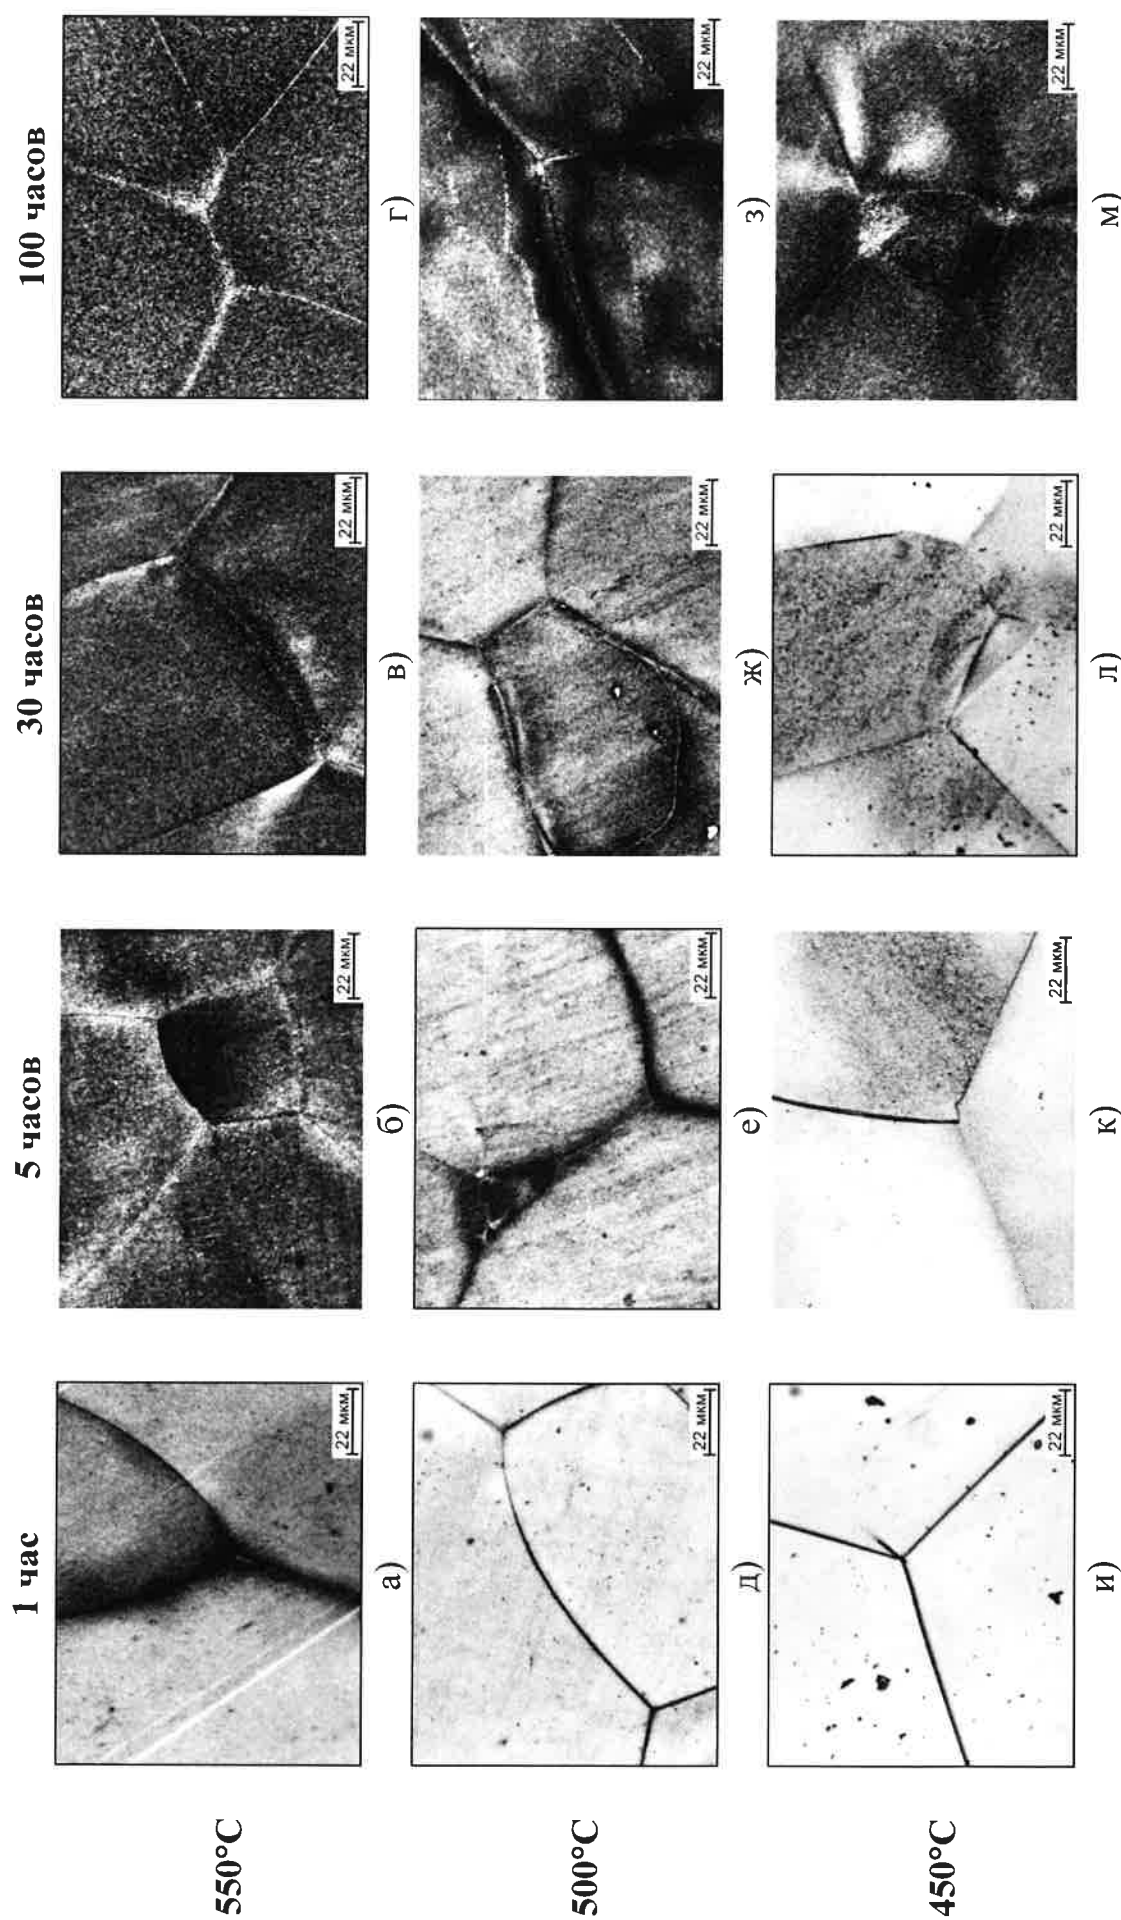 1 час
5 часов
30 часов
100 часов
550°C
22 мкм
22 мкм
22 мкм
22 мкм
а)
б)
в)
г)
500°C
22 мкм
22 мкм
22 мкм
22 мкм
д)
е)
ж)
з)
450°C
22 мкм
22 мкм
22 мкм
22 мкм
и)
к)
л)
м)